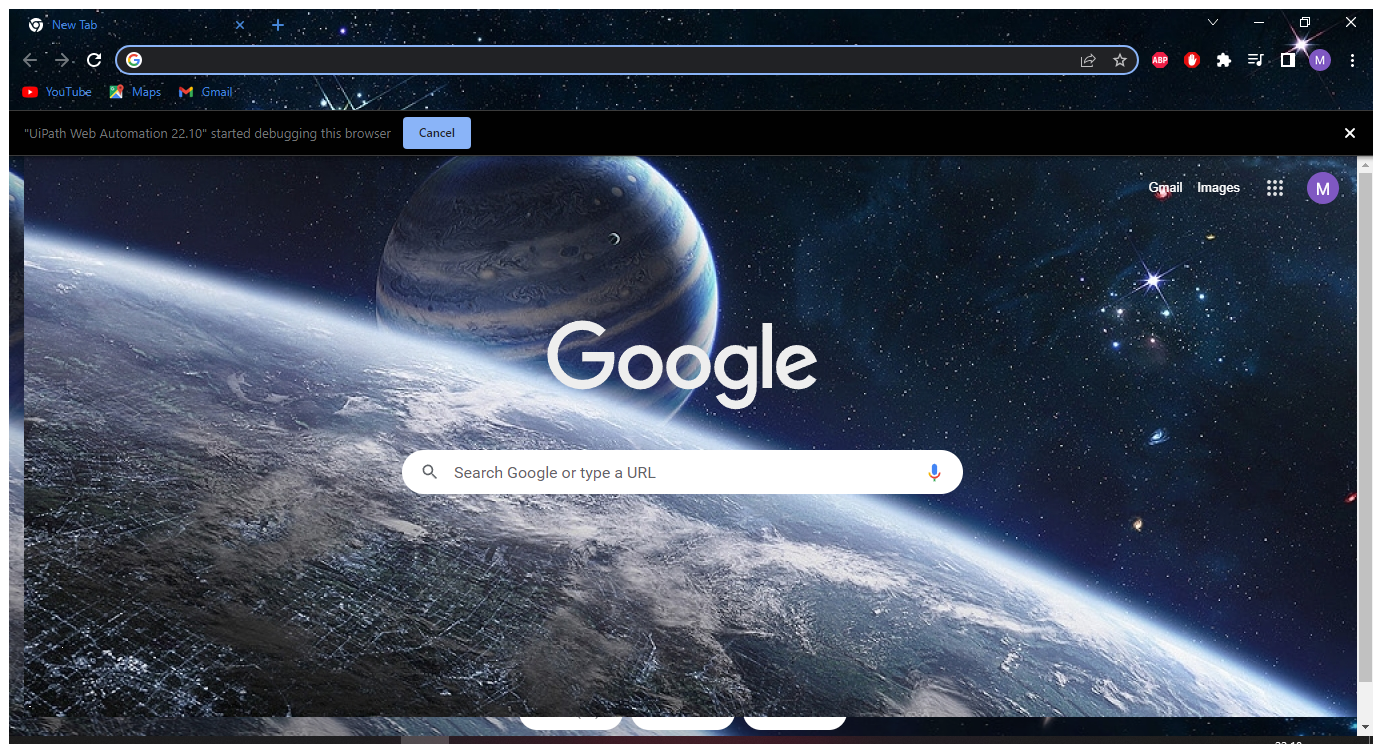 New Tab
ABP
M
YouTube Maps Gmail
"UiPath Web Automation 22.10" started debugging this browser Cancel
Gmail Images
M
Google
Search Google or type a URL